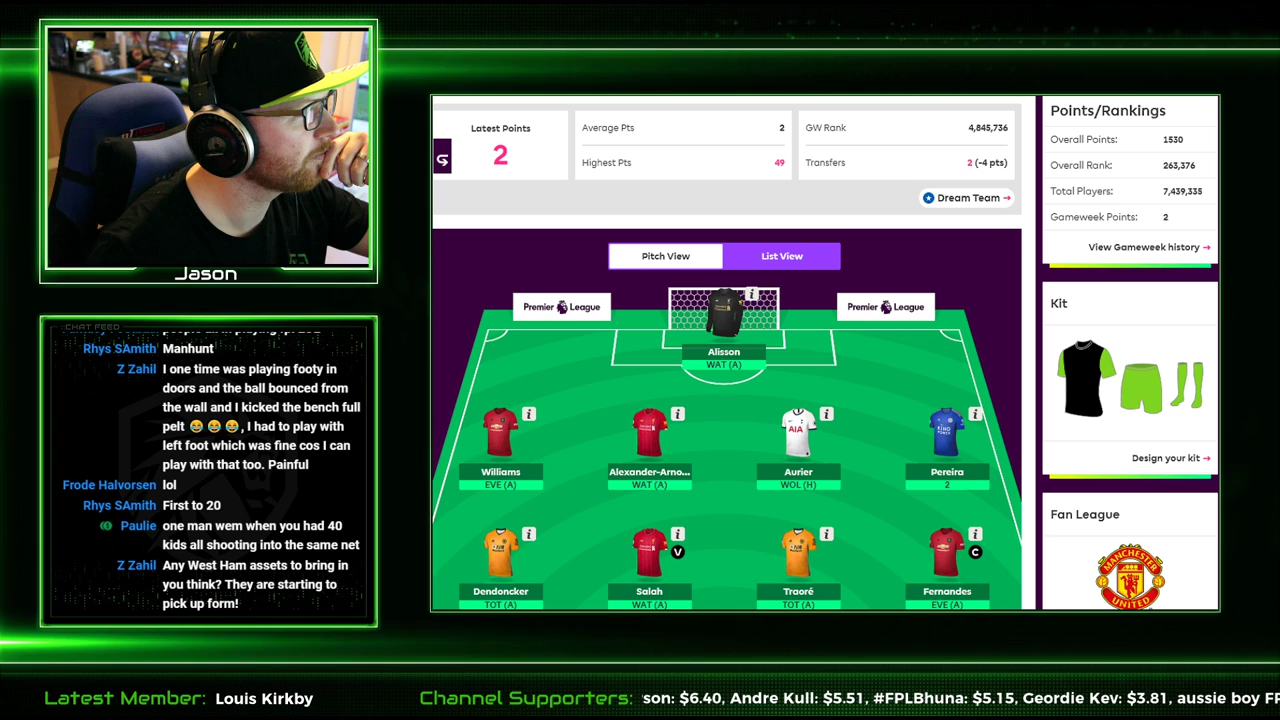 Jason
CHAT FEED
Rhys SAmith Manhunt
Z Zahil I one time was playing footy in
doors and the ball bounced from
the wall and I kicked the bench full
pelt 😂 😂 😂, I had to play with
left foot which was fine cos I can
play with that too. Painful
Frode Halvorsen lol
Rhys SAmith First to 20
Paulie one man wem when you had 40
kids all shooting into the same net
Z Zahil Any West Ham assets to bring in
you think? They are starting to
pick up form!
Latest Points
2
Average Pts 2
Highest Pts 49
GW Rank 4,845,736
Transfers 2 (-4 pts)
Dream Team →
Pitch View
List View
Premier League
Premier League
Alisson
WAT (A)
Williams
EVE (A)
Alexander-Arno...
WAT (A)
AIA
Aurier
WOL (H)
KING POWER
Pereira
2
Dendoncker
TOT (A)
V
Salah
WAT (A)
Traoré
TOT (A)
C
Fernandes
EVE (A)
Points/Rankings
Overall Points: 1530
Overall Rank: 263,376
Total Players: 7,439,335
Gameweek Points: 2
View Gameweek history →
Kit
Design your kit →
Fan League
MANCHESTER
UNITED
Latest Member: Louis Kirkby
Channel Supporters: son: $6.40, Andre Kull: $5.51, #FPLBhuna: $5.15, Geordie Kev: $3.81, aussie boy FP